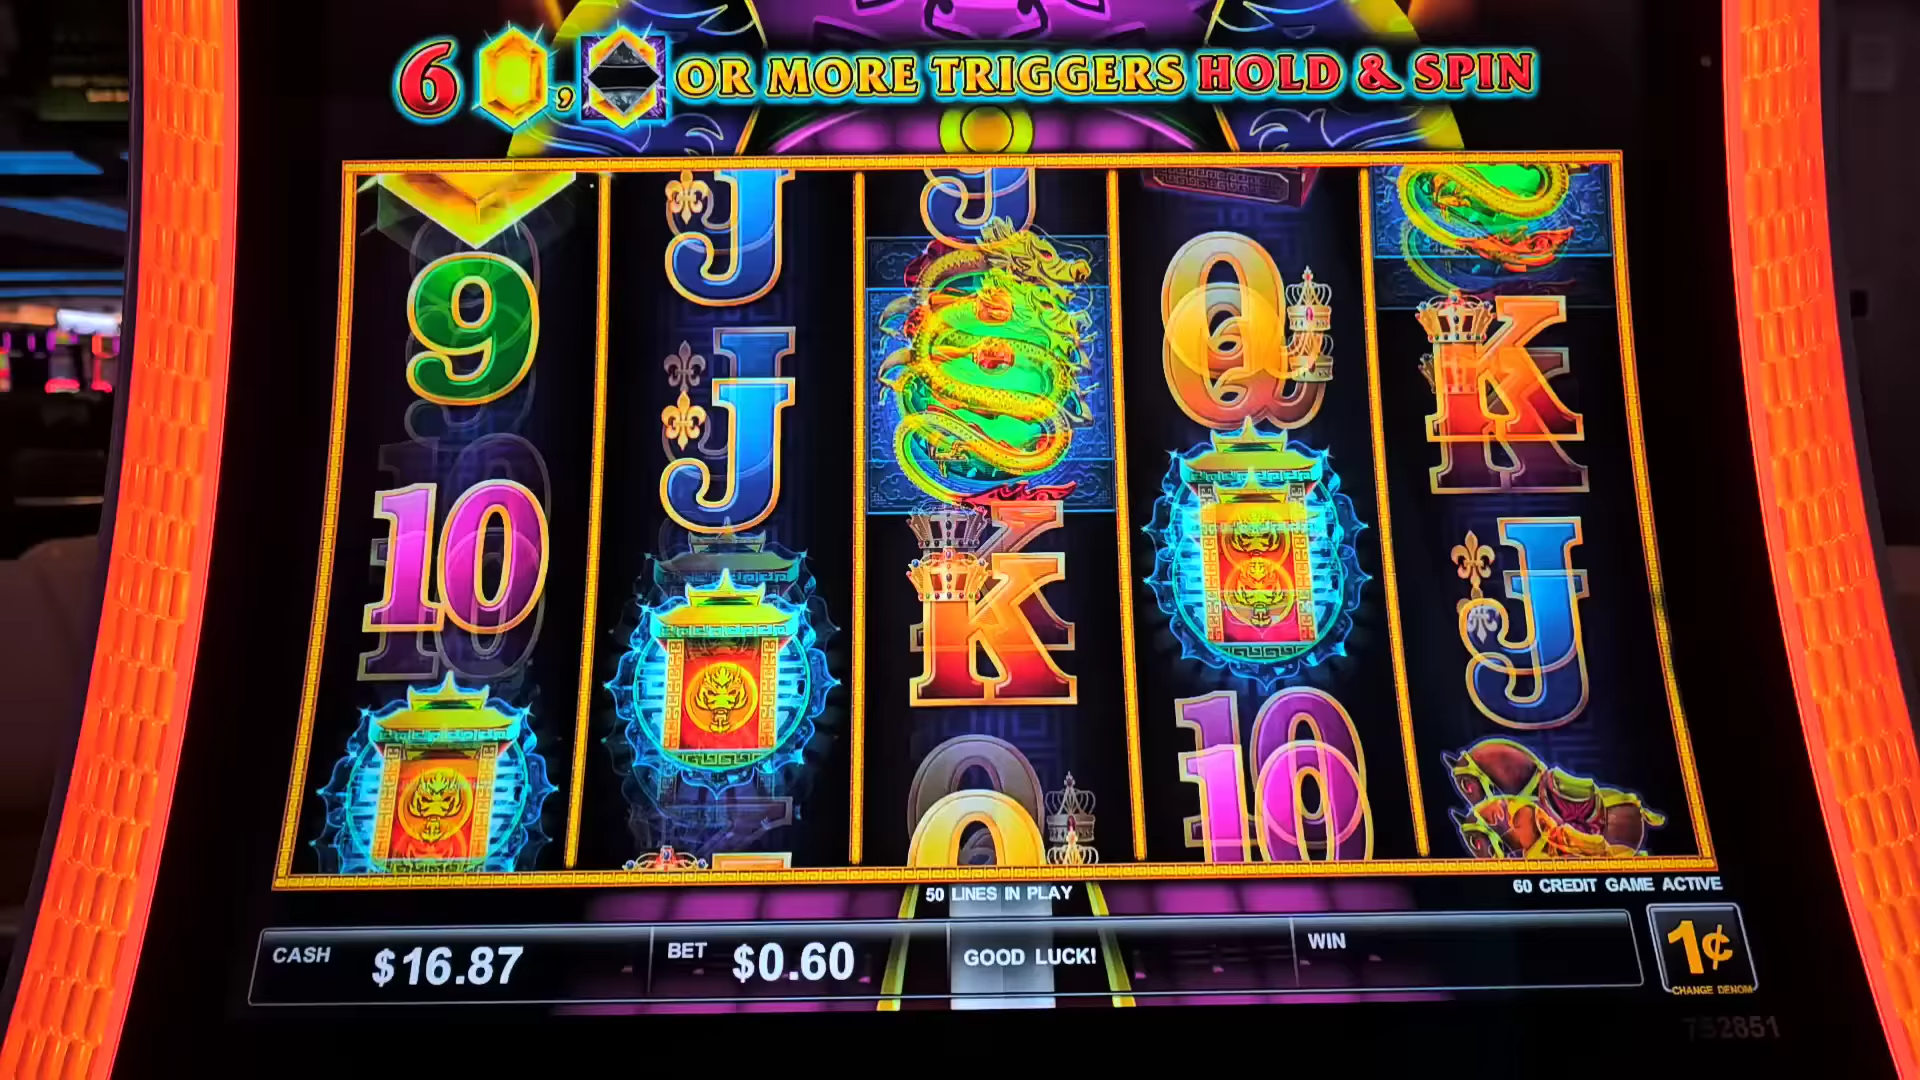 6 , OR MORE TRIGGERS HOLD & SPIN
J J Q
9 K
J
10 K J
10
Q
50 LINES IN PLAY
60 CREDIT GAME ACTIVE
CASH $16.87
BET $0.60
GOOD LUCK!
WIN
1¢
CHANGE DENOM
752851